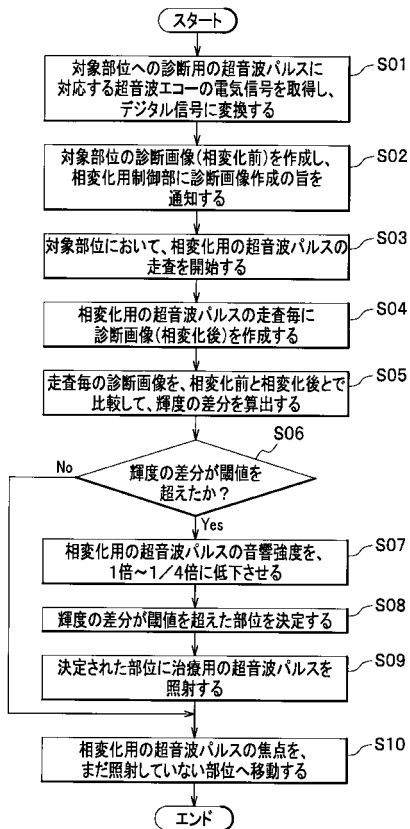 スタート
対象部位への診断用の超音波パルスに
対応する超音波エコーの電気信号を取得し、
デジタル信号に変換する
S01
対象部位の診断画像(相変化前)を作成し、
相変化用制御部に診断画像作成の旨を
通知する
S02
対象部位において、相変化用の超音波パルスの
走査を開始する
S03
相変化用の超音波パルスの走査毎に
診断画像(相変化後)を作成する
S04
走査毎の診断画像を、相変化前と相変化後とで
比較して、輝度の差分を算出する
S05
輝度の差分が閾値を
超えたか?
S06
No
Yes
相変化用の超音波パルスの音響強度を、
1倍~1/4倍に低下させる
S07
輝度の差分が閾値を超えた部位を決定する
S08
決定された部位に治療用の超音波パルスを
照射する
S09
相変化用の超音波パルスの焦点を、
まだ照射していない部位へ移動する
S10
エンド